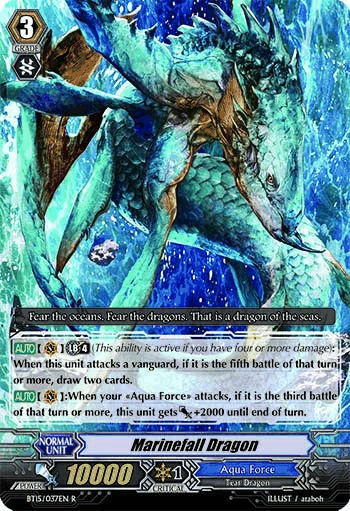 3
GRADE
Fear the oceans. Fear the dragons. That is a dragon of the seas.
AUTO [ ] LB 4 (This ability is active if you have four or more damage):
When this unit attacks a vanguard, if it is the fifth battle of that turn
or more, draw two cards.
AUTO [ ]:When your «Aqua Force» attacks, if it is the third
battle of that turn or more, this unit gets +2000 until end of turn.
NORMAL
UNIT
Marinefall Dragon
POWER
10000
1
CRITICAL
Aqua Force
Tear Dragon
BT15/037EN R
ILLUST / araboh